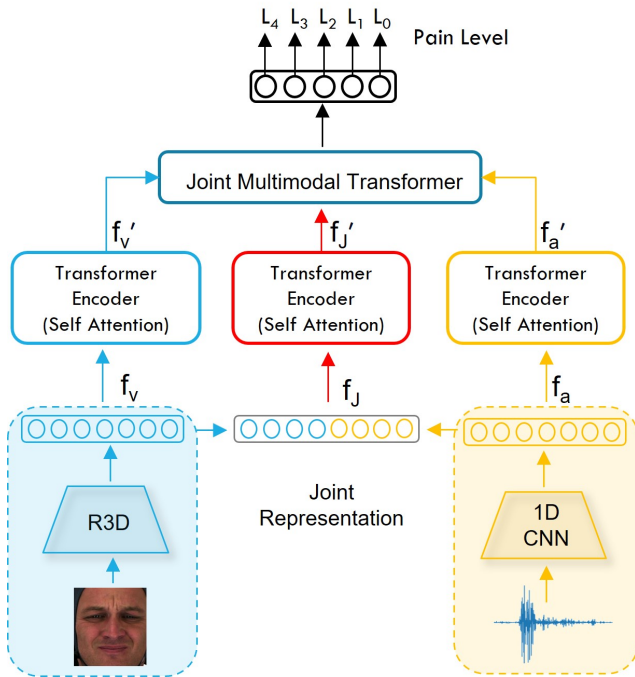 L4 L3 L2 L1 L0
Pain Level
Joint Multimodal Transformer
fv′ fJ′ fa′
Transformer Encoder (Self Attention)
Transformer Encoder (Self Attention)
Transformer Encoder (Self Attention)
fv fJ fa
R3D
Joint
Representation
1D
CNN